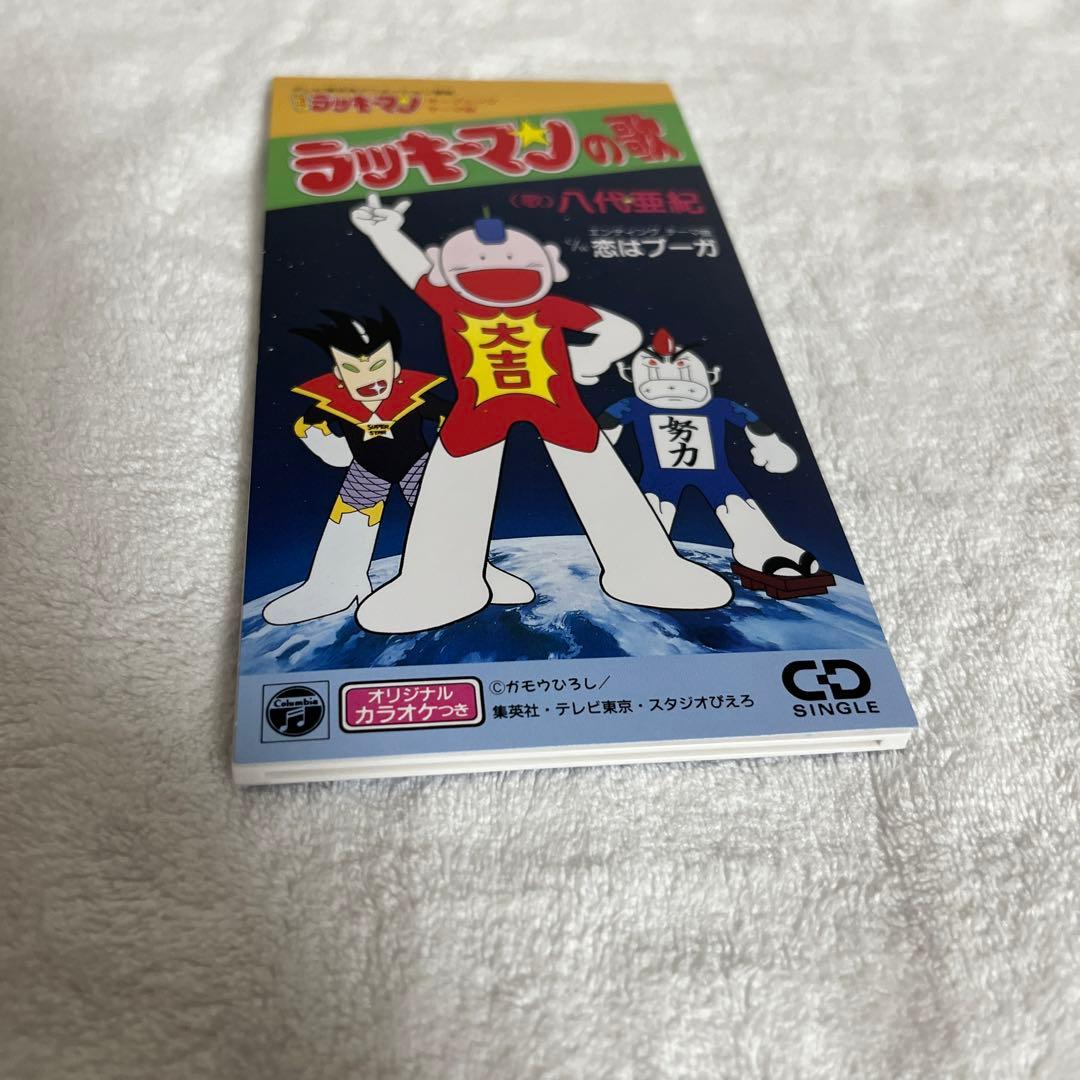 ラッキーマン
ラッキーマンの歌
(歌) 八代亜紀
エンディング テーマ曲
c/w 恋はブーガ
大吉
SUPER
STAR
努力
Columbia
オリジナル
カラオケつき
©ガモウひろし/
集英社・テレビ東京・スタジオぴえろ
CD
SINGLE